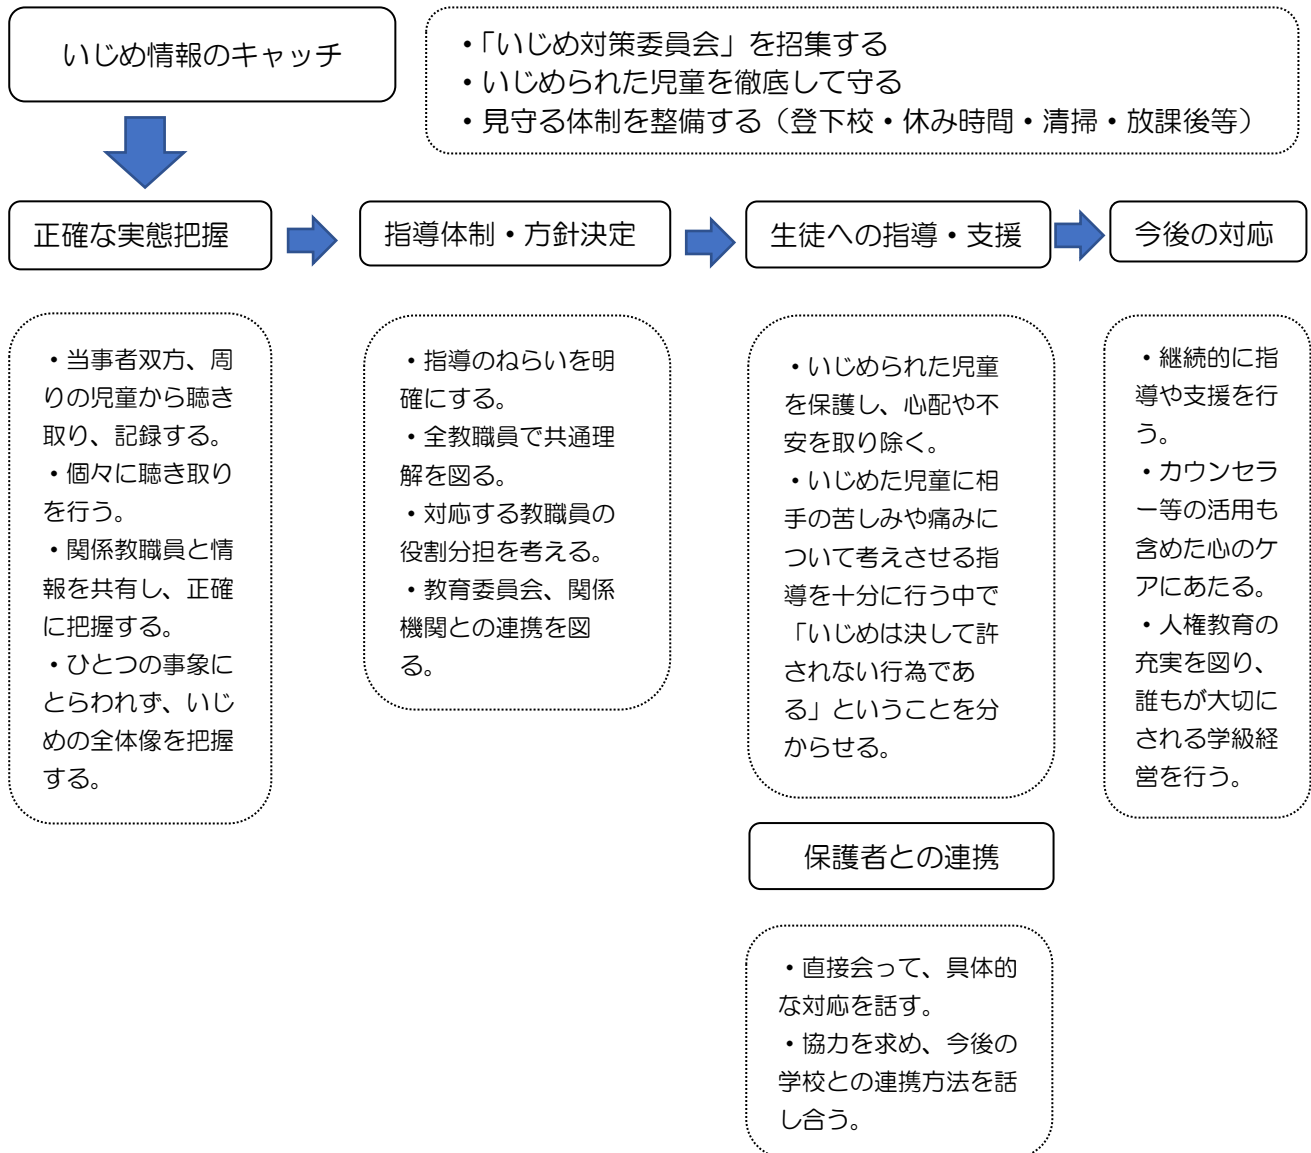 いじめ情報のキャッチ
・「いじめ対策委員会」を招集する
・いじめられた児童を徹底して守る
・見守る体制を整備する（登下校・休み時間・清掃・放課後等）
正確な実態把握
指導体制・方針決定
生徒への指導・支援
今後の対応
・当事者双方、周
りの児童から聴き
取り、記録する。
・個々に聴き取り
を行う。
・関係教職員と情
報を共有し、正確
に把握する。
・ひとつの事象に
とらわれず、いじ
めの全体像を把握
する。
・指導のねらいを明
確にする。
・全教職員で共通理
解を図る。
・対応する教職員の
役割分担を考える。
・教育委員会、関係
機関との連携を図
る。
・いじめられた児童
を保護し、心配や不
安を取り除く。
・いじめた児童に相
手の苦しみや痛みに
ついて考えさせる指
導を十分に行う中で
「いじめは決して許
されない行為であ
る」ということを分
からせる。
・継続的に指
導や支援を行
う。
・カウンセラ
ー等の活用も
含めた心のケ
アにあたる。
・人権教育の
充実を図り、
誰もが大切に
される学級経
営を行う。
保護者との連携
・直接会って、具体的
な対応を話す。
・協力を求め、今後の
学校との連携方法を話
し合う。